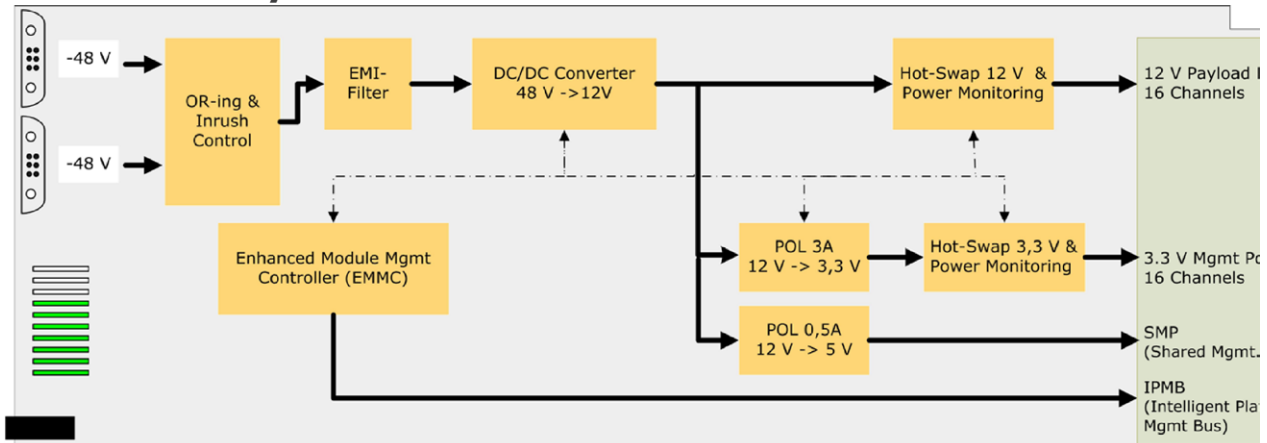 -48 V
-48 V
OR-ing &
Inrush
Control
EMI-
Filter
DC/DC Converter
48 V ->12V
Hot-Swap 12 V &
Power Monitoring
12 V Payload
16 Channels
Enhanced Module Mgmt
Controller (EMMC)
POL 3A
12 V -> 3,3 V
Hot-Swap 3,3 V &
Power Monitoring
3.3 V Mgmt
16 Channels
POL 0,5A
12 V -> 5 V
SMP
(Shared Mgmt.
IPMB
(Intelligent
Mgmt Bus)